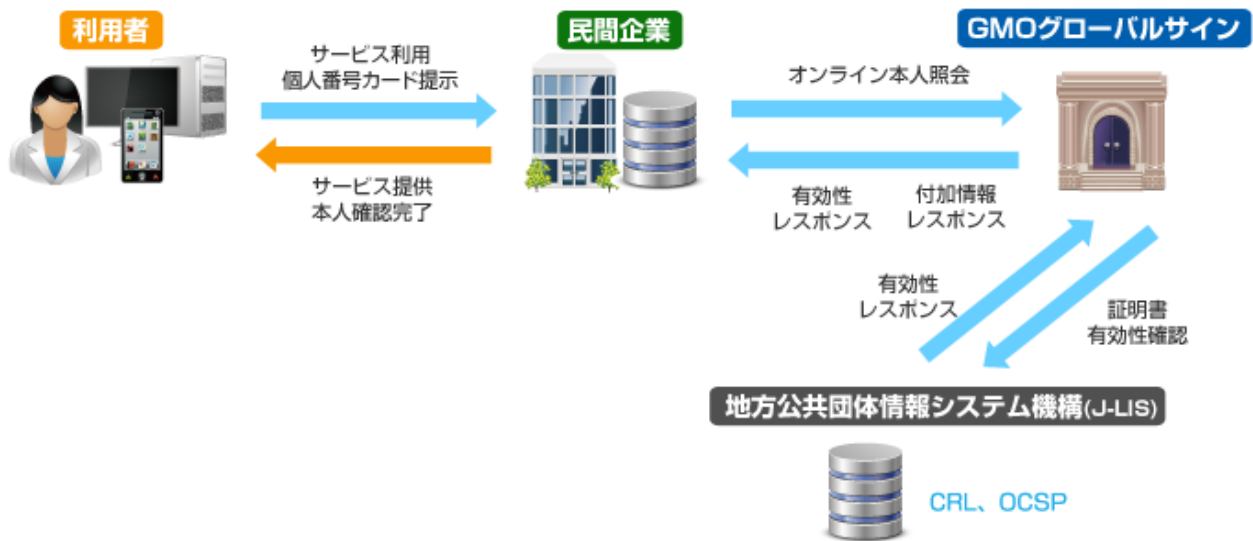 利用者
民間企業
GMOグローバルサイン
サービス利用
個人番号カード提示
オンライン本人照会
サービス提供
本人確認完了
有効性
レスポンス
付加情報
レスポンス
有効性
レスポンス
証明書
有効性確認
地方公共団体情報システム機構(J-LIS)
CRL、OCSP